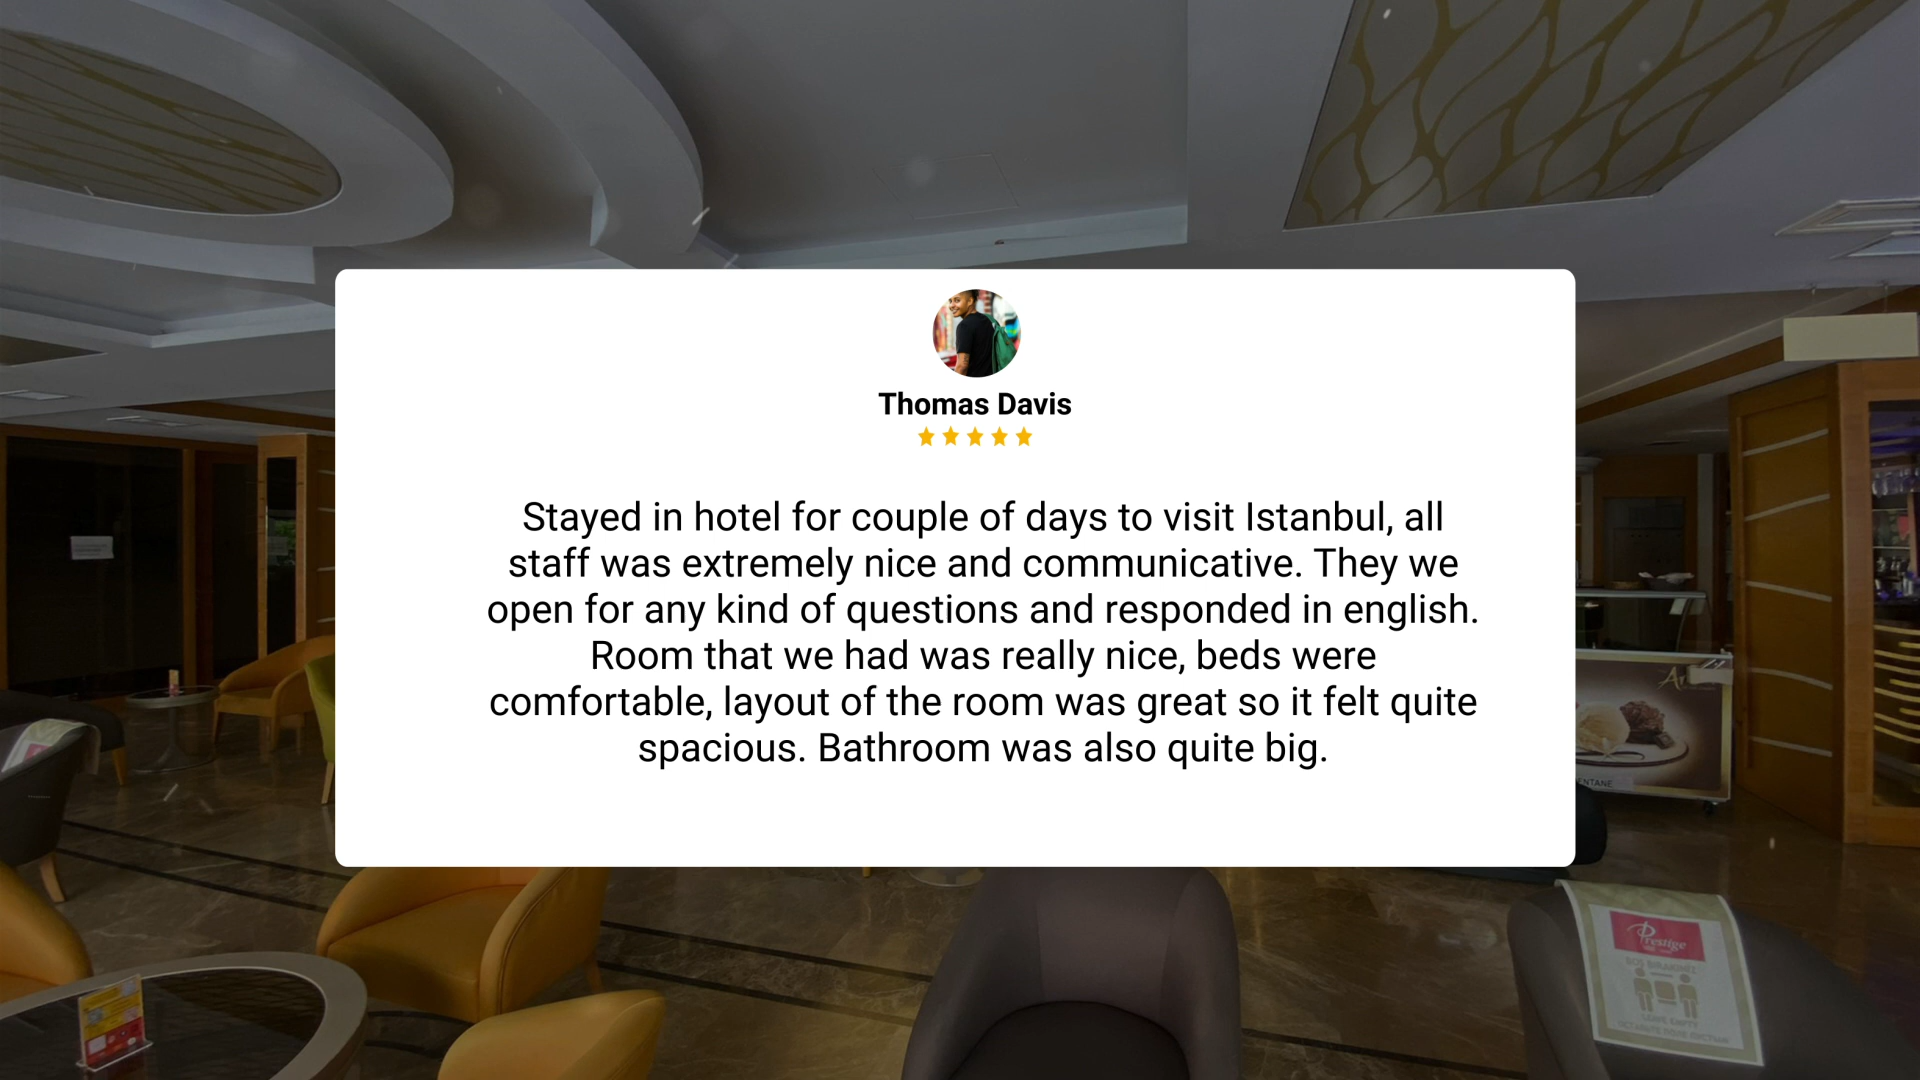 Thomas Davis
Stayed in hotel for couple of days to visit Istanbul, all
staff was extremely nice and communicative. They we
open for any kind of questions and responded in english.
Room that we had was really nice, beds were
comfortable, layout of the room was great so it felt quite
spacious. Bathroom was also quite big.
Prestige
LEAVE EMPTY